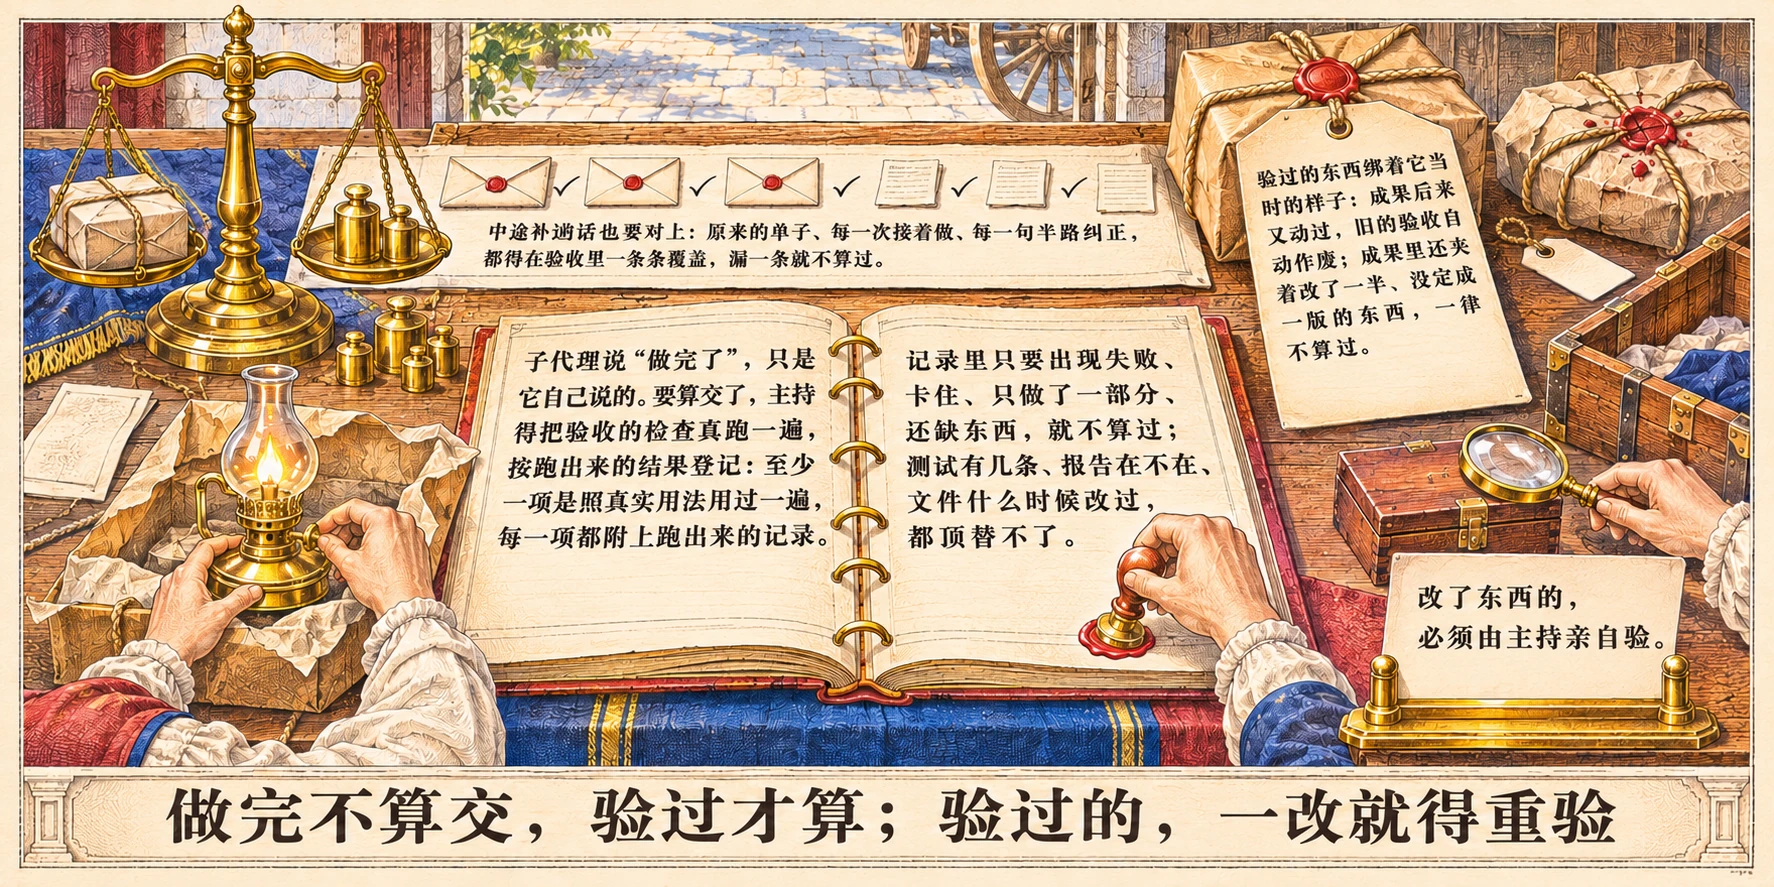 中途补逈话也要对上：原来的单子、每一次接着做、每一句半路纠正，
都得在验收里一条条覆盖，漏一条就不算过。
验过的东西绑着它当
时的样子：成果后来
又动过，旧的验收自
动作废；成果里还夹
着改了一半、没定成
一版的东西，一律
不算过。
子代理说“做完了”，只是
它自己说的。要算交了，主持
得把验收的检查真跑一遍，
按跑出来的结果登记：至少
一项是照真实用法用过一遍，
每一项都附上跑出来的记录。
记录里只要出现失败、
卡住、只做了一部分、
还缺东西，就不算过；
测试有几条、报告在不在、
文件什么时候改过，
都顶替不了。
改了东西的，
必须由主持亲自验。
做完不算交，验过才算；验过的，一改就得重验